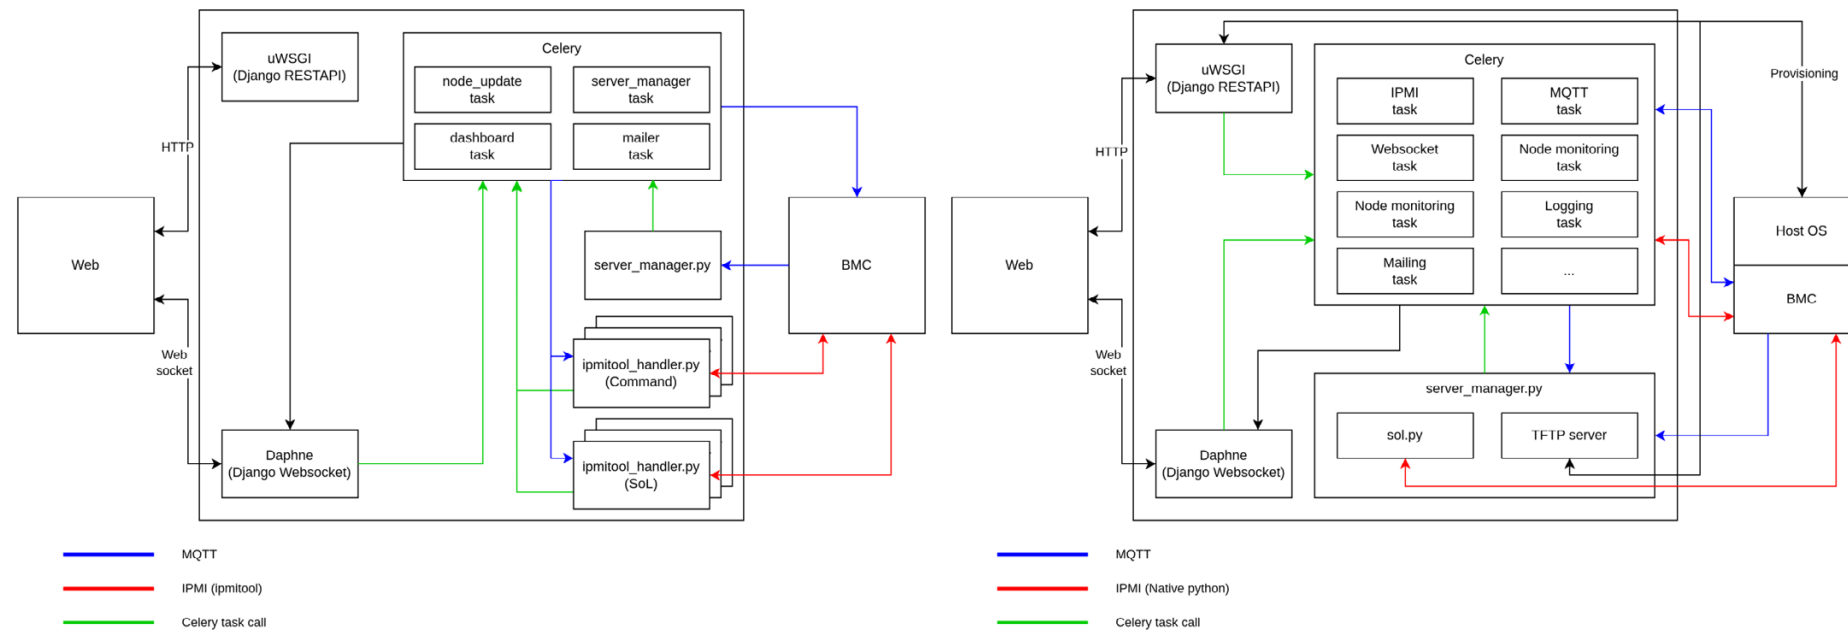 uWSGI
(Django RESTAPI)
Celery
node_update
task
server_manager
task
dashboard
task
mailer
task
HTTP
Web
server_manager.py
BMC
Web
socket
ipmitool_handler.py
(Command)
Daphne
(Django Websocket)
ipmitool_handler.py
(SoL)
MQTT
IPMI (ipmitool)
Celery task call
uWSGI
(Django RESTAPI)
Celery
Provisioning
IPMI
task
MQTT
task
HTTP
Websocket
task
Node monitoring
task
Node monitoring
task
Logging
task
Web
Host OS
Mailing
task
...
BMC
Web
socket
server_manager.py
sol.py
TFTP server
Daphne
(Django Websocket)
MQTT
IPMI (Native python)
Celery task call